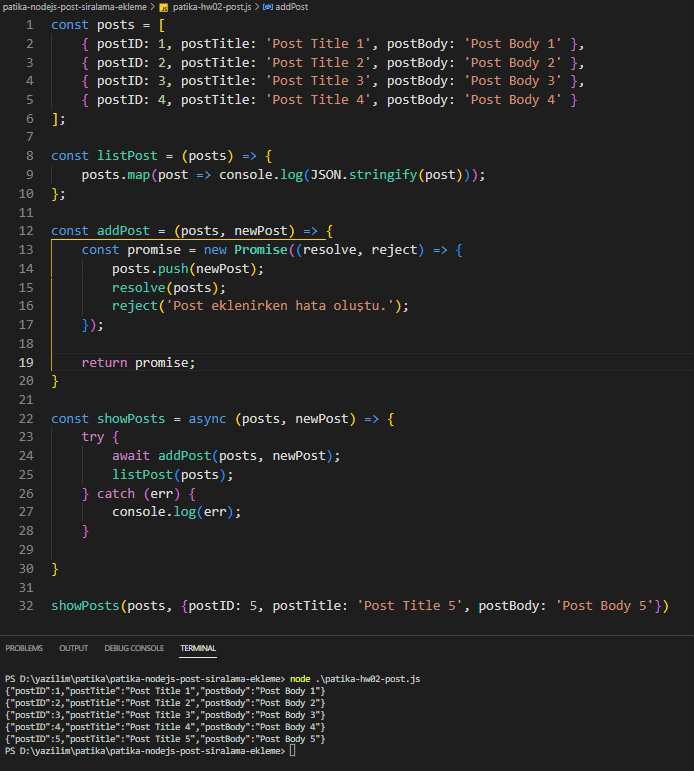 patika-nodejs-post-siralama-ekleme > JS patika-hw02-post.js > addPost
1 const posts = [
2 { postID: 1, postTitle: 'Post Title 1', postBody: 'Post Body 1' },
3 { postID: 2, postTitle: 'Post Title 2', postBody: 'Post Body 2' },
4 { postID: 3, postTitle: 'Post Title 3', postBody: 'Post Body 3' },
5 { postID: 4, postTitle: 'Post Title 4', postBody: 'Post Body 4' }
6 ];
7
8 const listPost = (posts) => {
9 posts.map(post => console.log(JSON.stringify(post)));
10 };
11
12 const addPost = (posts, newPost) => {
13 const promise = new Promise((resolve, reject) => {
14 posts.push(newPost);
15 resolve(posts);
16 reject('Post eklenirken hata oluştu.');
17 });
18
19 return promise;
20 }
21
22 const showPosts = async (posts, newPost) => {
23 try {
24 await addPost(posts, newPost);
25 listPost(posts);
26 } catch (err) {
27 console.log(err);
28 }
29
30 }
31
32 showPosts(posts, {postID: 5, postTitle: 'Post Title 5', postBody: 'Post Body 5'})
PROBLEMS OUTPUT DEBUG CONSOLE TERMINAL
PS D:\yazilim\patika\patika-nodejs-post-siralama-ekleme> node .\patika-hw02-post.js
{"postID":1,"postTitle":"Post Title 1","postBody":"Post Body 1"}
{"postID":2,"postTitle":"Post Title 2","postBody":"Post Body 2"}
{"postID":3,"postTitle":"Post Title 3","postBody":"Post Body 3"}
{"postID":4,"postTitle":"Post Title 4","postBody":"Post Body 4"}
{"postID":5,"postTitle":"Post Title 5","postBody":"Post Body 5"}
PS D:\yazilim\patika\patika-nodejs-post-siralama-ekleme>